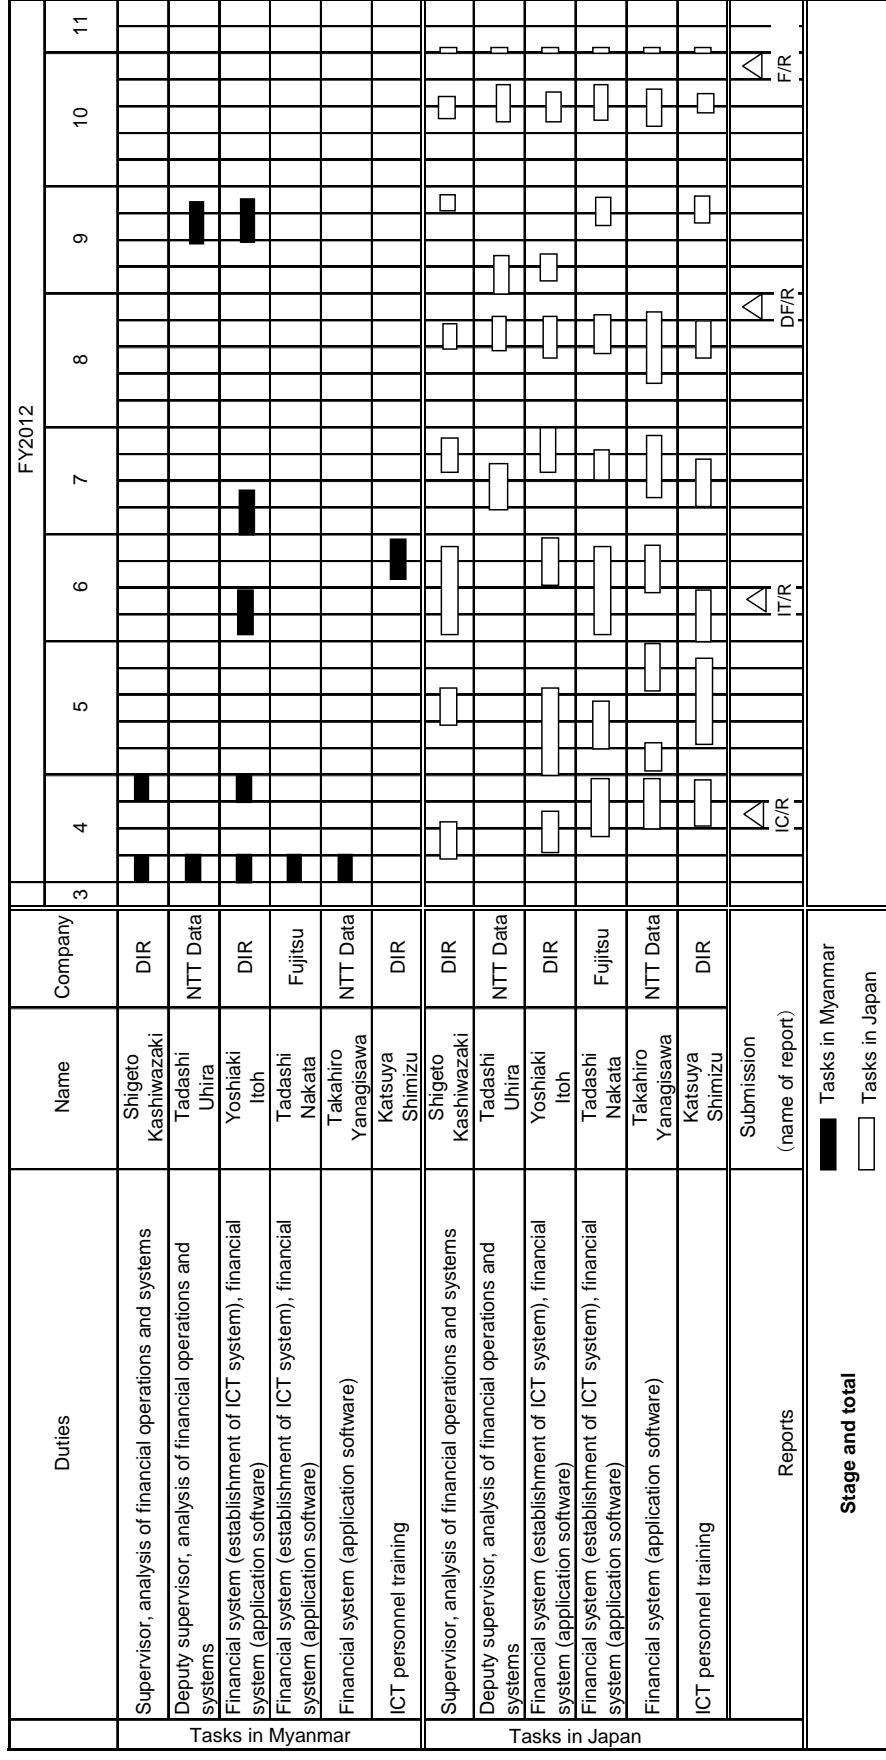 FY2012
Duties
Name
Company
3
4
5
6
7
8
9
10
11
Tasks in Myanmar
Supervisor, analysis of financial operations and systems
Shigeto
Kashiwazaki
DIR
Deputy supervisor, analysis of financial operations and
systems
Tadashi
Uhira
NTT Data
Financial system (establishment of ICT system), financial
system (application software)
Yoshiaki
Itoh
DIR
Financial system (establishment of ICT system), financial
system (application software)
Tadashi
Nakata
Fujitsu
Financial system (application software)
Takahiro
Yanagisawa
NTT Data
ICT personnel training
Katsuya
Shimizu
DIR
Tasks in Japan
Supervisor, analysis of financial operations and systems
Shigeto
Kashiwazaki
DIR
Deputy supervisor, analysis of financial operations and
systems
Tadashi
Uhira
NTT Data
Financial system (establishment of ICT system), financial
system (application software)
Yoshiaki
Itoh
DIR
Financial system (establishment of ICT system), financial
system (application software)
Tadashi
Nakata
Fujitsu
Financial system (application software)
Takahiro
Yanagisawa
NTT Data
ICT personnel training
Katsuya
Shimizu
DIR
Reports
Submission
（name of report）
△
△
△
△
IC/R
IT/R
DF/R
F/R
Stage and total
Tasks in Myanmar
Tasks in Japan